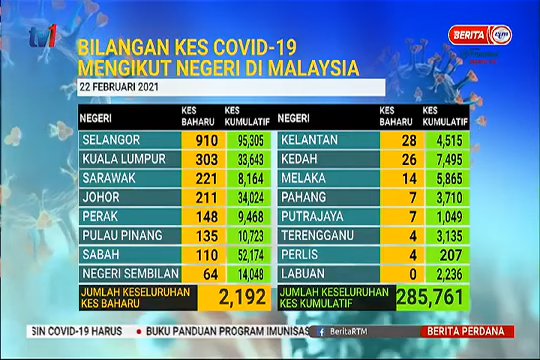 tv1
BERITA rtm
BILANGAN KES COVID-19
MENGIKUT NEGERI DI MALAYSIA
22 FEBRUARI 2021
NEGERI KES BAHARU KES KUMULATIF NEGERI KES BAHARU KES KUMULATIF
SELANGOR 910 95,305 KELANTAN 28 4,515
KUALA LUMPUR 303 33,643 KEDAH 26 7,495
SARAWAK 221 8,164 MELAKA 14 5,865
JOHOR 211 34,024 PAHANG 7 3,710
PERAK 148 9,468 PUTRAJAYA 7 1,049
PULAU PINANG 135 10,723 TERENGGANU 4 3,135
SABAH 110 52,174 PERLIS 4 207
NEGERI SEMBILAN 64 14,048 LABUAN 0 2,236
JUMLAH KESELURUHAN KES BAHARU 2,192 JUMLAH KESELURUHAN KES KUMULATIF 285,761
SIN COVID-19 HARUS • BUKU PANDUAN PROGRAM IMUNISAS f BeritaRTM BERITA PERDANA